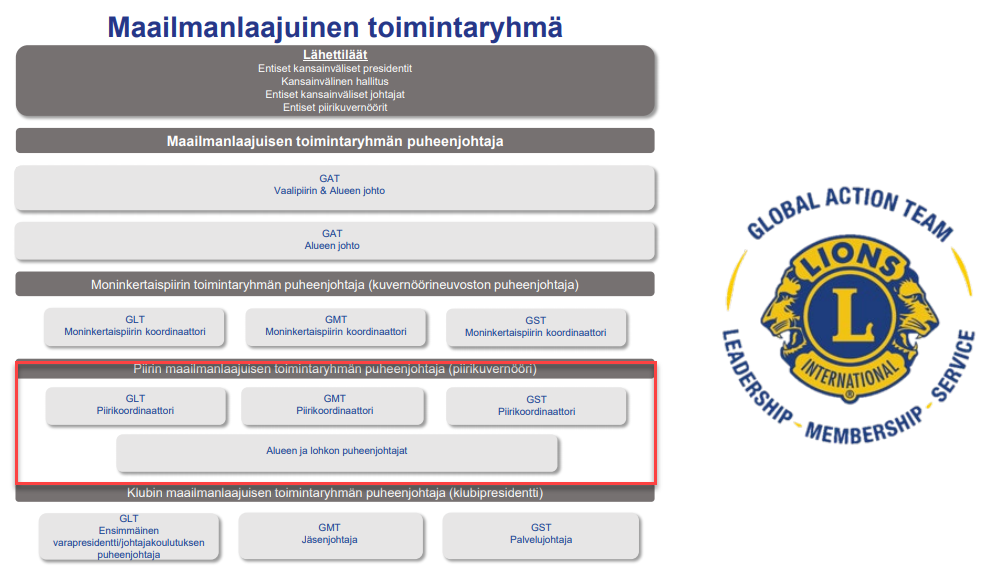 Maailmanlaajuinen toimintaryhmä
Lähettiläät
Entiset kansainväliset presidentit
Kansainvälinen hallitus
Entiset kansainväliset johtajat
Entiset piirikuvernöörit
Maailmanlaajuisen toimintaryhmän puheenjohtaja
GAT
Vaalipiirin & Alueen johto
GAT
Alueen johto
Moninkertaispiirin toimintaryhmän puheenjohtaja (kuvernöörineuvoston puheenjohtaja)
GLT
Moninkertaispiirin koordinaattori
GMT
Moninkertaispiirin koordinaattori
GST
Moninkertaispiirin koordinaattori
Piirin maailmanlaajuisen toimintaryhmän puheenjohtaja (piirikuvernööri)
GLT
Piirikoordinaattori
GMT
Piirikoordinaattori
GST
Piirikoordinaattori
Alueen ja lohkon puheenjohtajat
Klubin maailmanlaajuisen toimintaryhmän puheenjohtaja (klubipresidentti)
GLT
Ensimmäinen
varapresidentti/johtajakoulutuksen
puheenjohtaja
GMT
Jäsenjohtaja
GST
Palvelujohtaja
GLOBAL ACTION TEAM
LIONS
L
INTERNATIONAL
LEADERSHIP - MEMBERSHIP - SERVICE